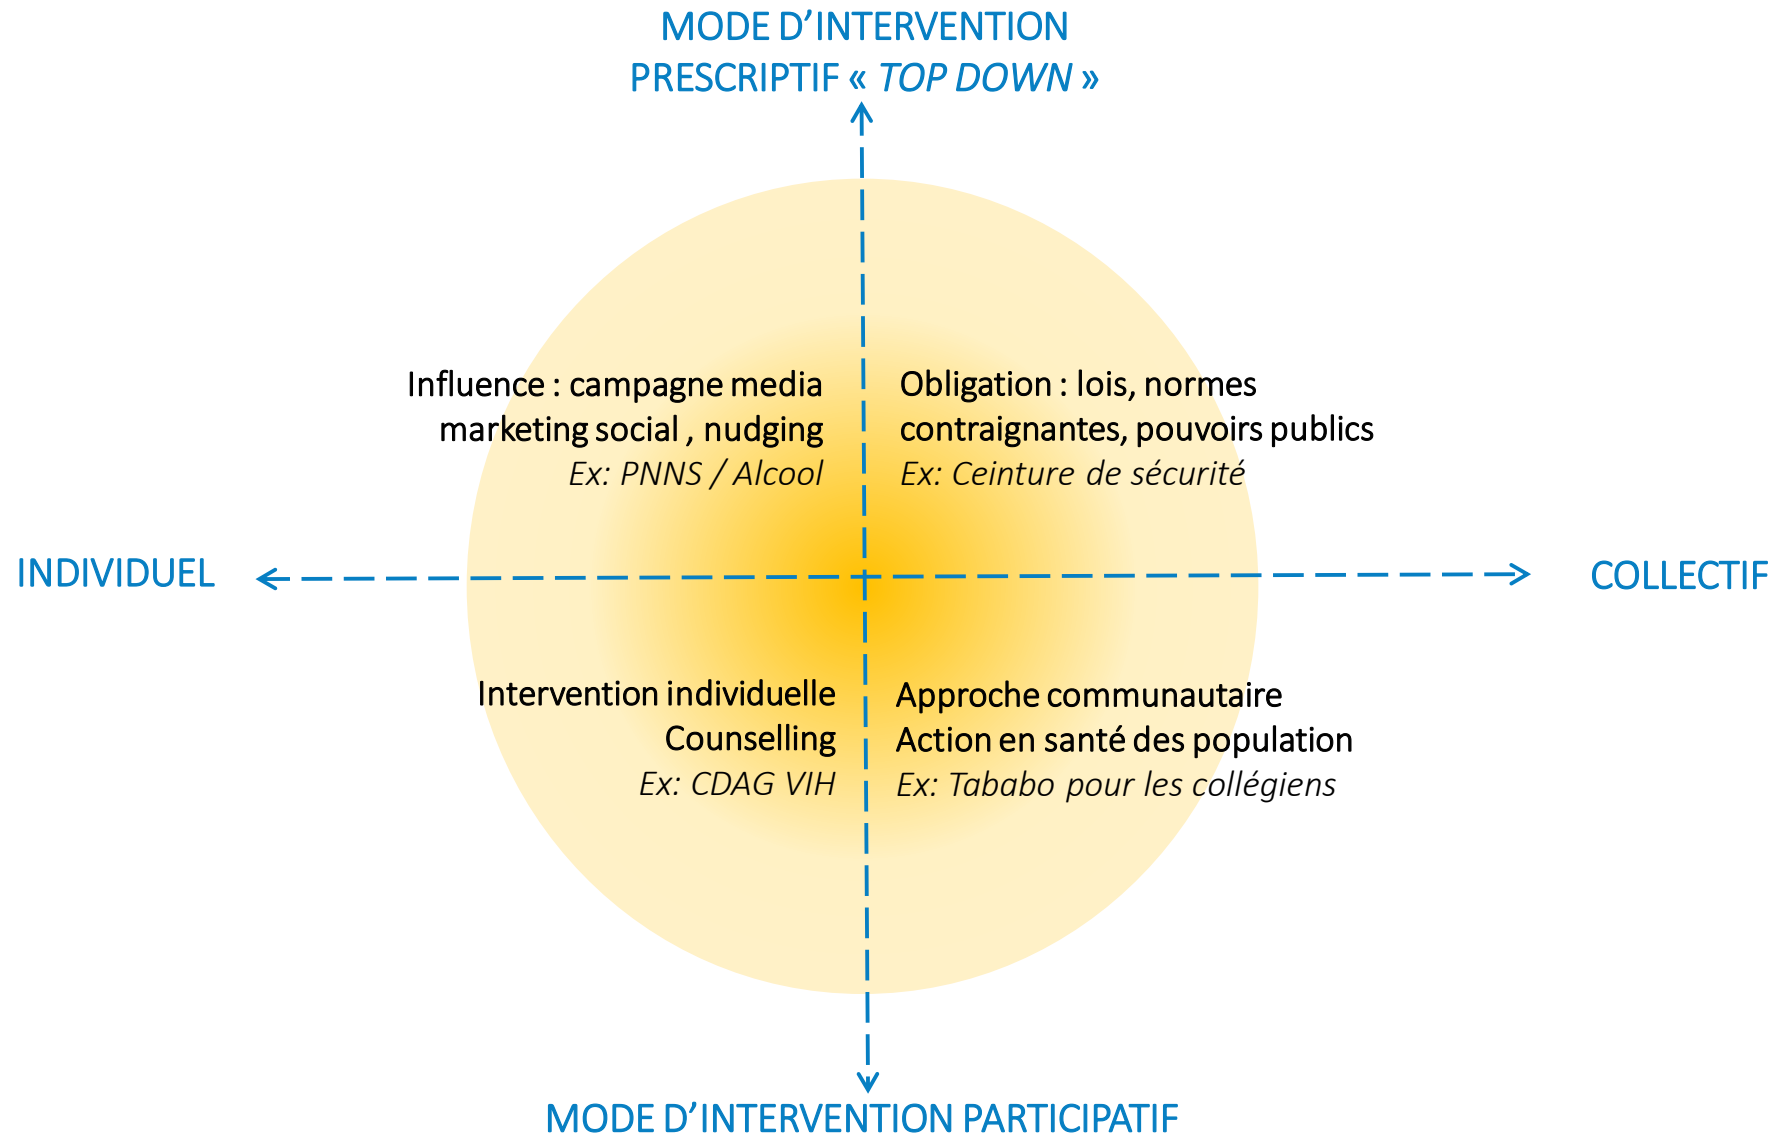 MODE D’INTERVENTION
PRESCRIPTIF « TOP DOWN »
Influence : campagne media
marketing social , nudging
Ex: PNNS / Alcool
Obligation : lois, normes
contraignantes, pouvoirs publics
Ex: Ceinture de sécurité
INDIVIDUEL
COLLECTIF
Intervention individuelle
Counselling
Ex: CDAG VIH
Approche communautaire
Action en santé des population
Ex: Tababo pour les collégiens
MODE D’INTERVENTION PARTICIPATIF